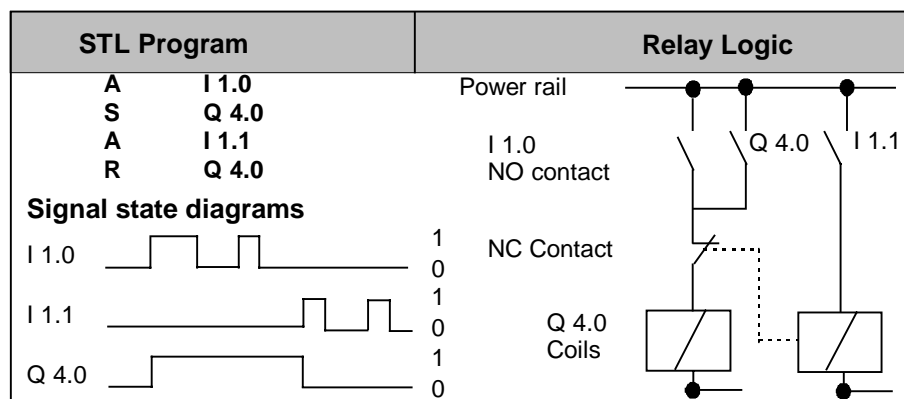 STL Program
Relay Logic
A I 1.0
S Q 4.0
A I 1.1
R Q 4.0
Signal state diagrams
I 1.0
1
0
I 1.1
1
0
Q 4.0
1
0
Power rail
I 1.0
NO contact
Q 4.0
I 1.1
NC Contact
Q 4.0
Coils